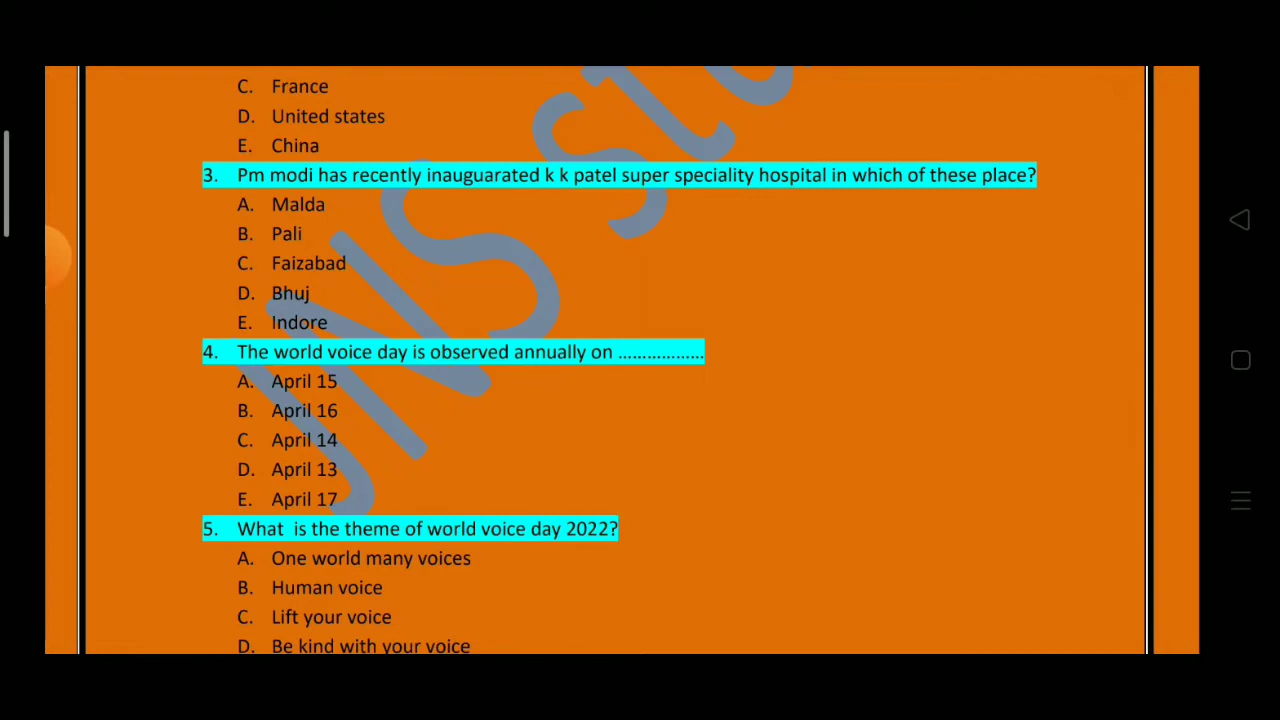 C. France
D. United states
E. China
3. Pm modi has recently inauguarated k k patel super speciality hospital in which of these place?
A. Malda
B. Pali
C. Faizabad
D. Bhuj
E. Indore
4. The world voice day is observed annually on ..................
A. April 15
B. April 16
C. April 14
D. April 13
E. April 17
5. What  is the theme of world voice day 2022?
A. One world many voices
B. Human voice
C. Lift your voice
D. Be kind with your voice